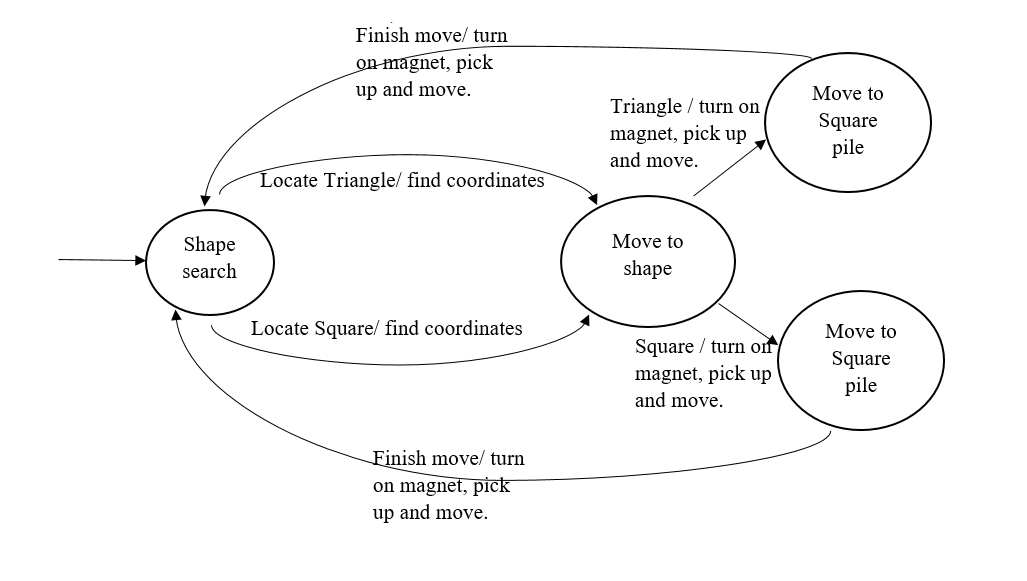 Finish move/ turn
on magnet, pick
up and move.
Triangle / turn on
magnet, pick up
and move.
Move to
Square
pile
Locate Triangle/ find coordinates
Shape
search
Move to
shape
Locate Square/ find coordinates
Square / turn on
magnet, pick up
and move.
Move to
Square
pile
Finish move/ turn
on magnet, pick
up and move.